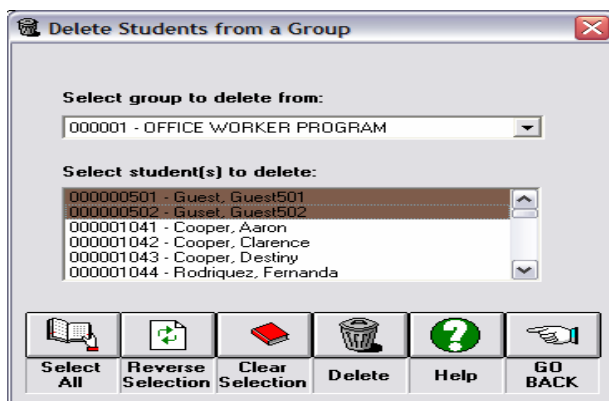 Delete Students from a Group
Select group to delete from:
000001 - OFFICE WORKER PROGRAM
Select student(s) to delete:
000000501 - Guest, Guest501
000000502 - Guset, Guest502
000001041 - Cooper, Aaron
000001042 - Cooper, Clarence
000001043 - Cooper, Destiny
000001044 - Rodriquez, Fernanda
Select All
Reverse Selection
Clear Selection
Delete
Help
GO BACK